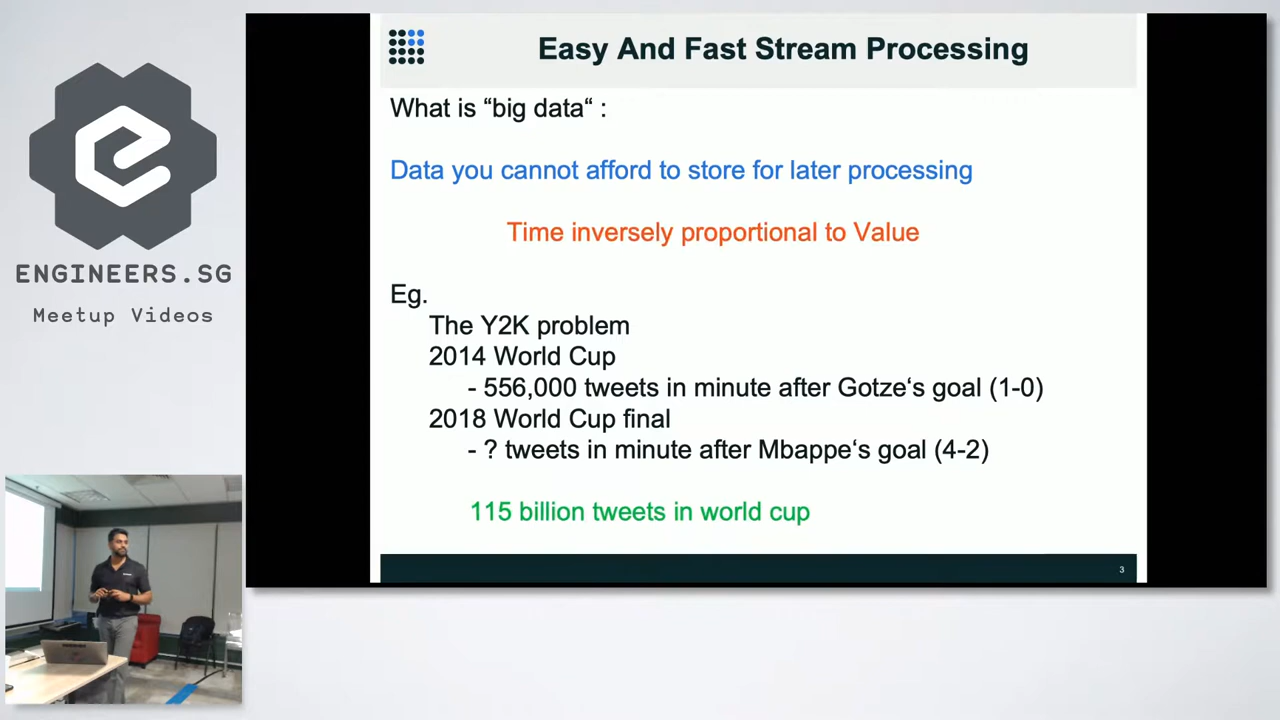 Easy And Fast Stream Processing
What is “big data“ :
Data you cannot afford to store for later processing
Time inversely proportional to Value
Eg.
The Y2K problem
2014 World Cup
- 556,000 tweets in minute after Gotze‘s goal (1-0)
2018 World Cup final
- ? tweets in minute after Mbappe‘s goal (4-2)
115 billion tweets in world cup
3
ENGINEERS.SG
Meetup Videos